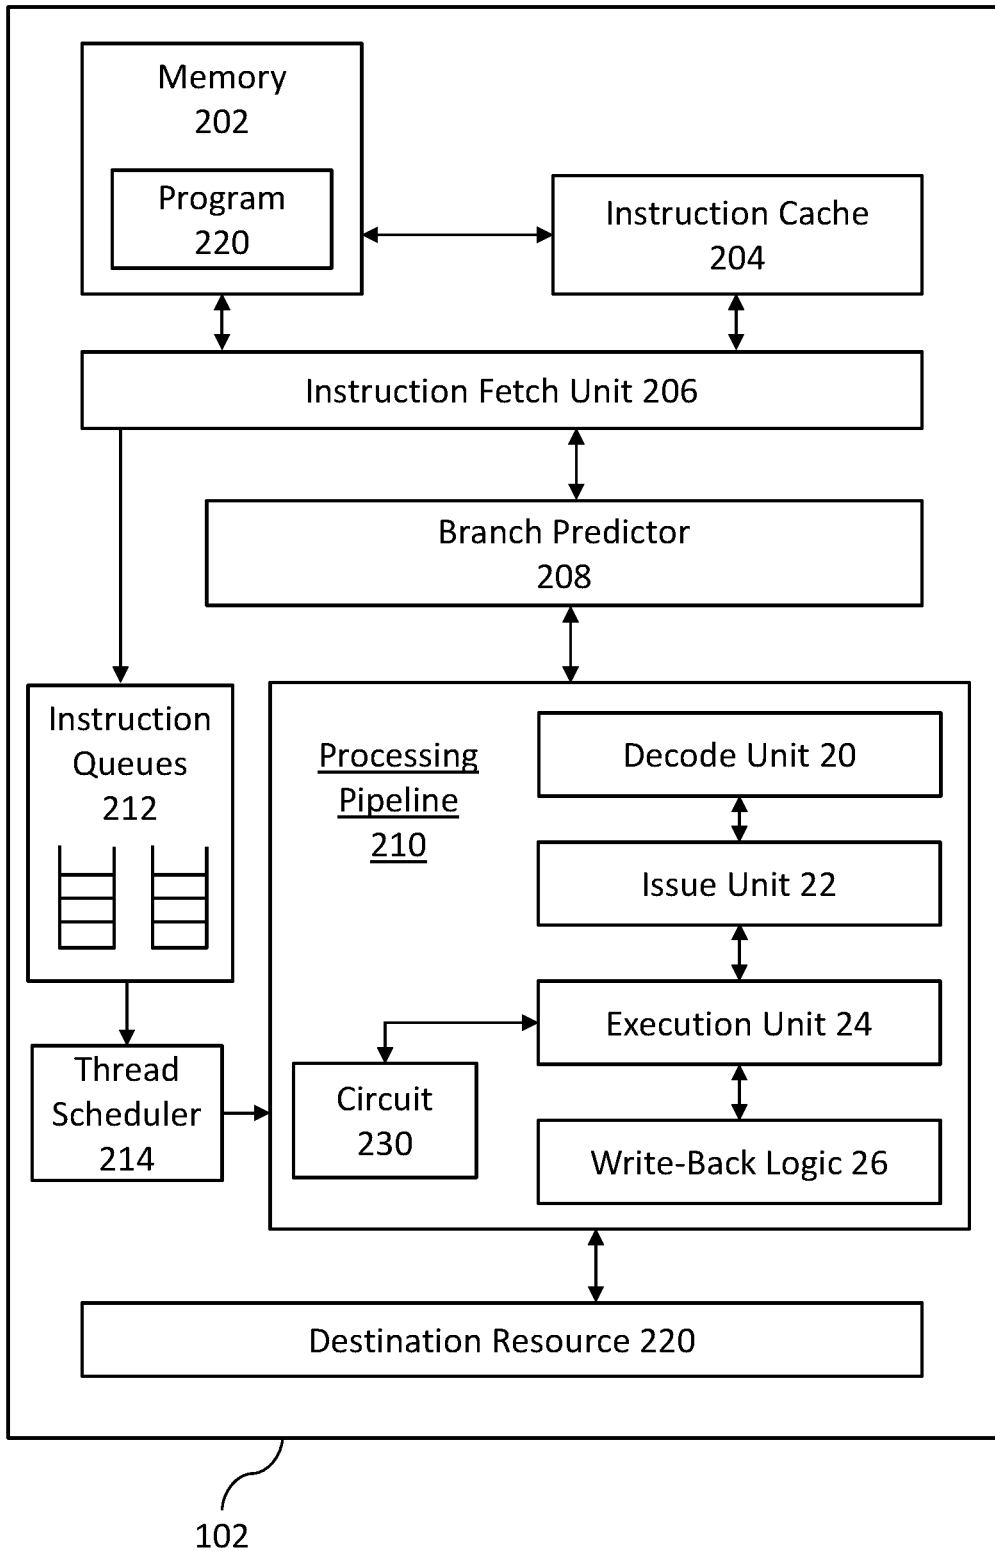 Memory
202
Program
220
Instruction Cache
204
Instruction Fetch Unit 206
Branch Predictor
208
Instruction
Queues
212
Processing
Pipeline
210
Decode Unit 20
Issue Unit 22
Execution Unit 24
Write-Back Logic 26
Circuit
230
Thread
Scheduler
214
Destination Resource 220
102